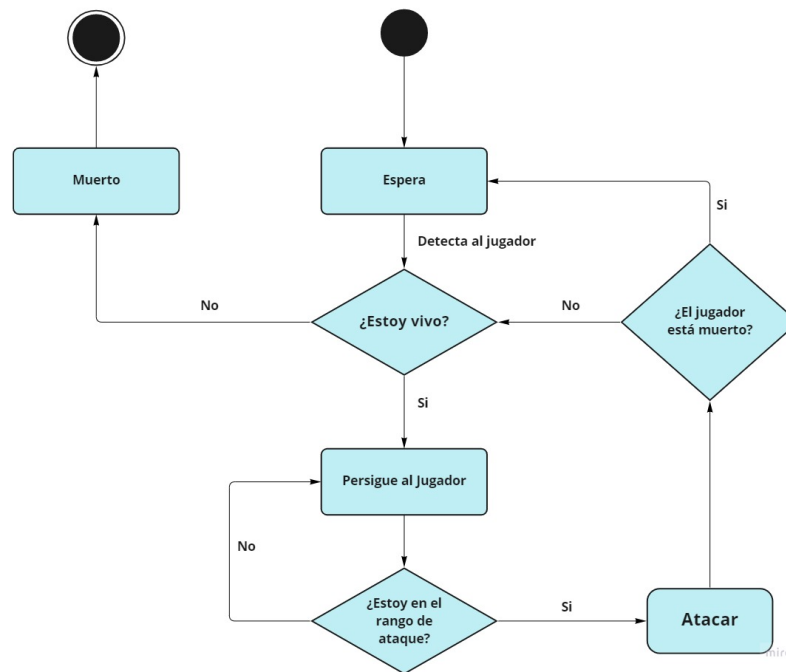 Muerto
Espera
Detecta al jugador
Si
No
¿Estoy vivo?
No
¿El jugador
está muerto?
Si
Persigue al Jugador
No
¿Estoy en el
rango de
ataque?
Si
Atacar